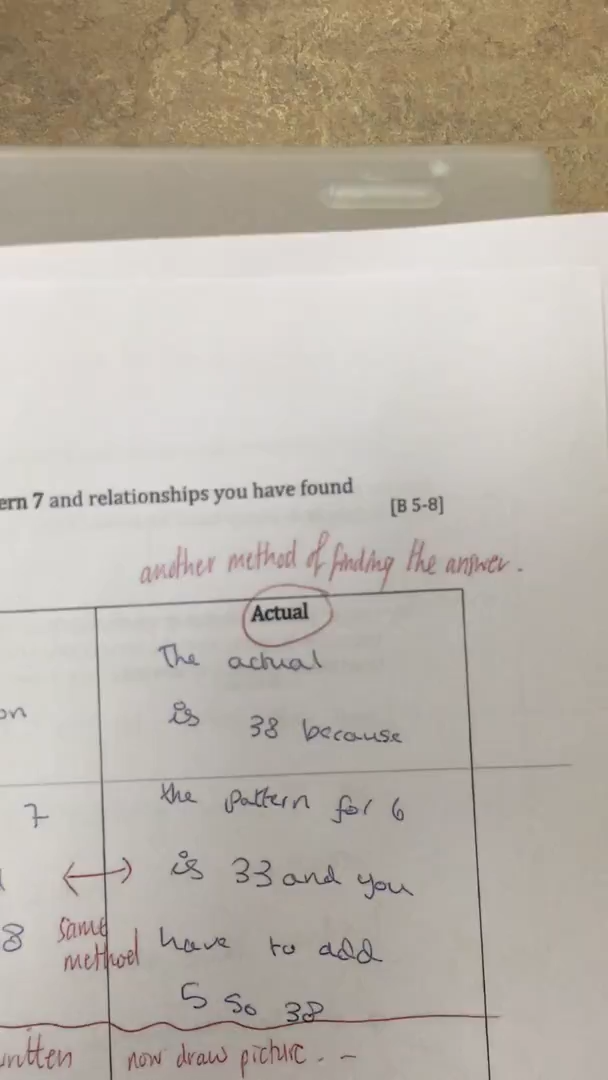 ern 7 and relationships you have found
[B 5-8]
another method of finding the answer.
Actual
The actual
on is 38 because
7 the pattern for 6
is 33 and you
8 same method have to add
5 so 38
written now draw picture. -